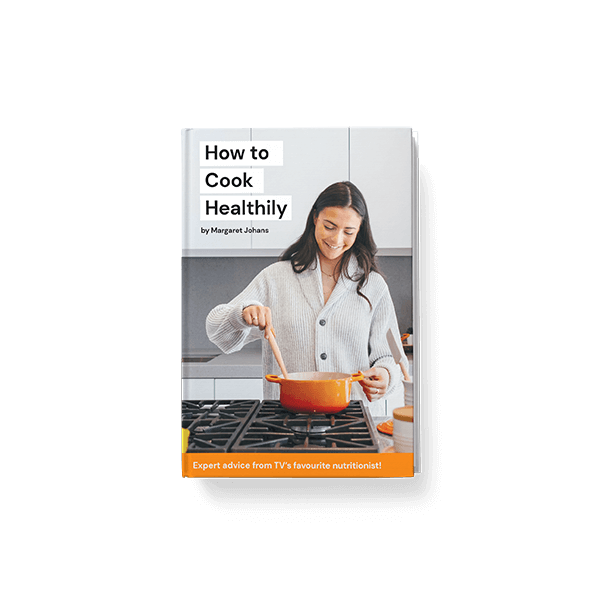 How to
Cook
Healthily
by Margaret Johans
Expert advice from TV's favourite nutritionist!